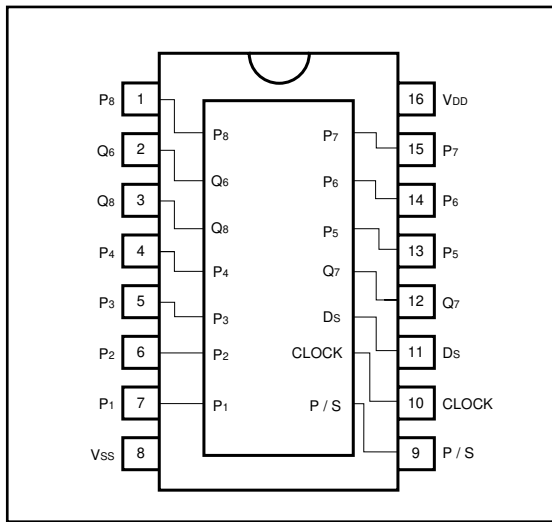 P8 1 16 VDD
P8 P7
Q6 2 15 P7
Q6 P6
Q8 3 14 P6
Q8 P5
P4 4 13 P5
P4 Q7
P3 5 12 Q7
P3 DS
P2 6 P2 CLOCK 11 DS
P1 7 P1 P / S 10 CLOCK
VSS 8 9 P / S